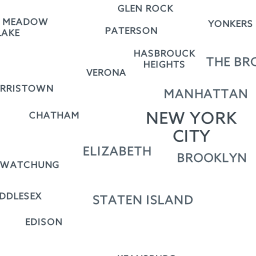 GLEN ROCK
MEADOW
LAKE
YONKERS
PATERSON
HASBROUCK
HEIGHTS
THE BRO
VERONA
RRISTOWN
MANHATTAN
CHATHAM
NEW YORK
CITY
ELIZABETH
BROOKLYN
WATCHUNG
DDLESEX
STATEN ISLAND
EDISON